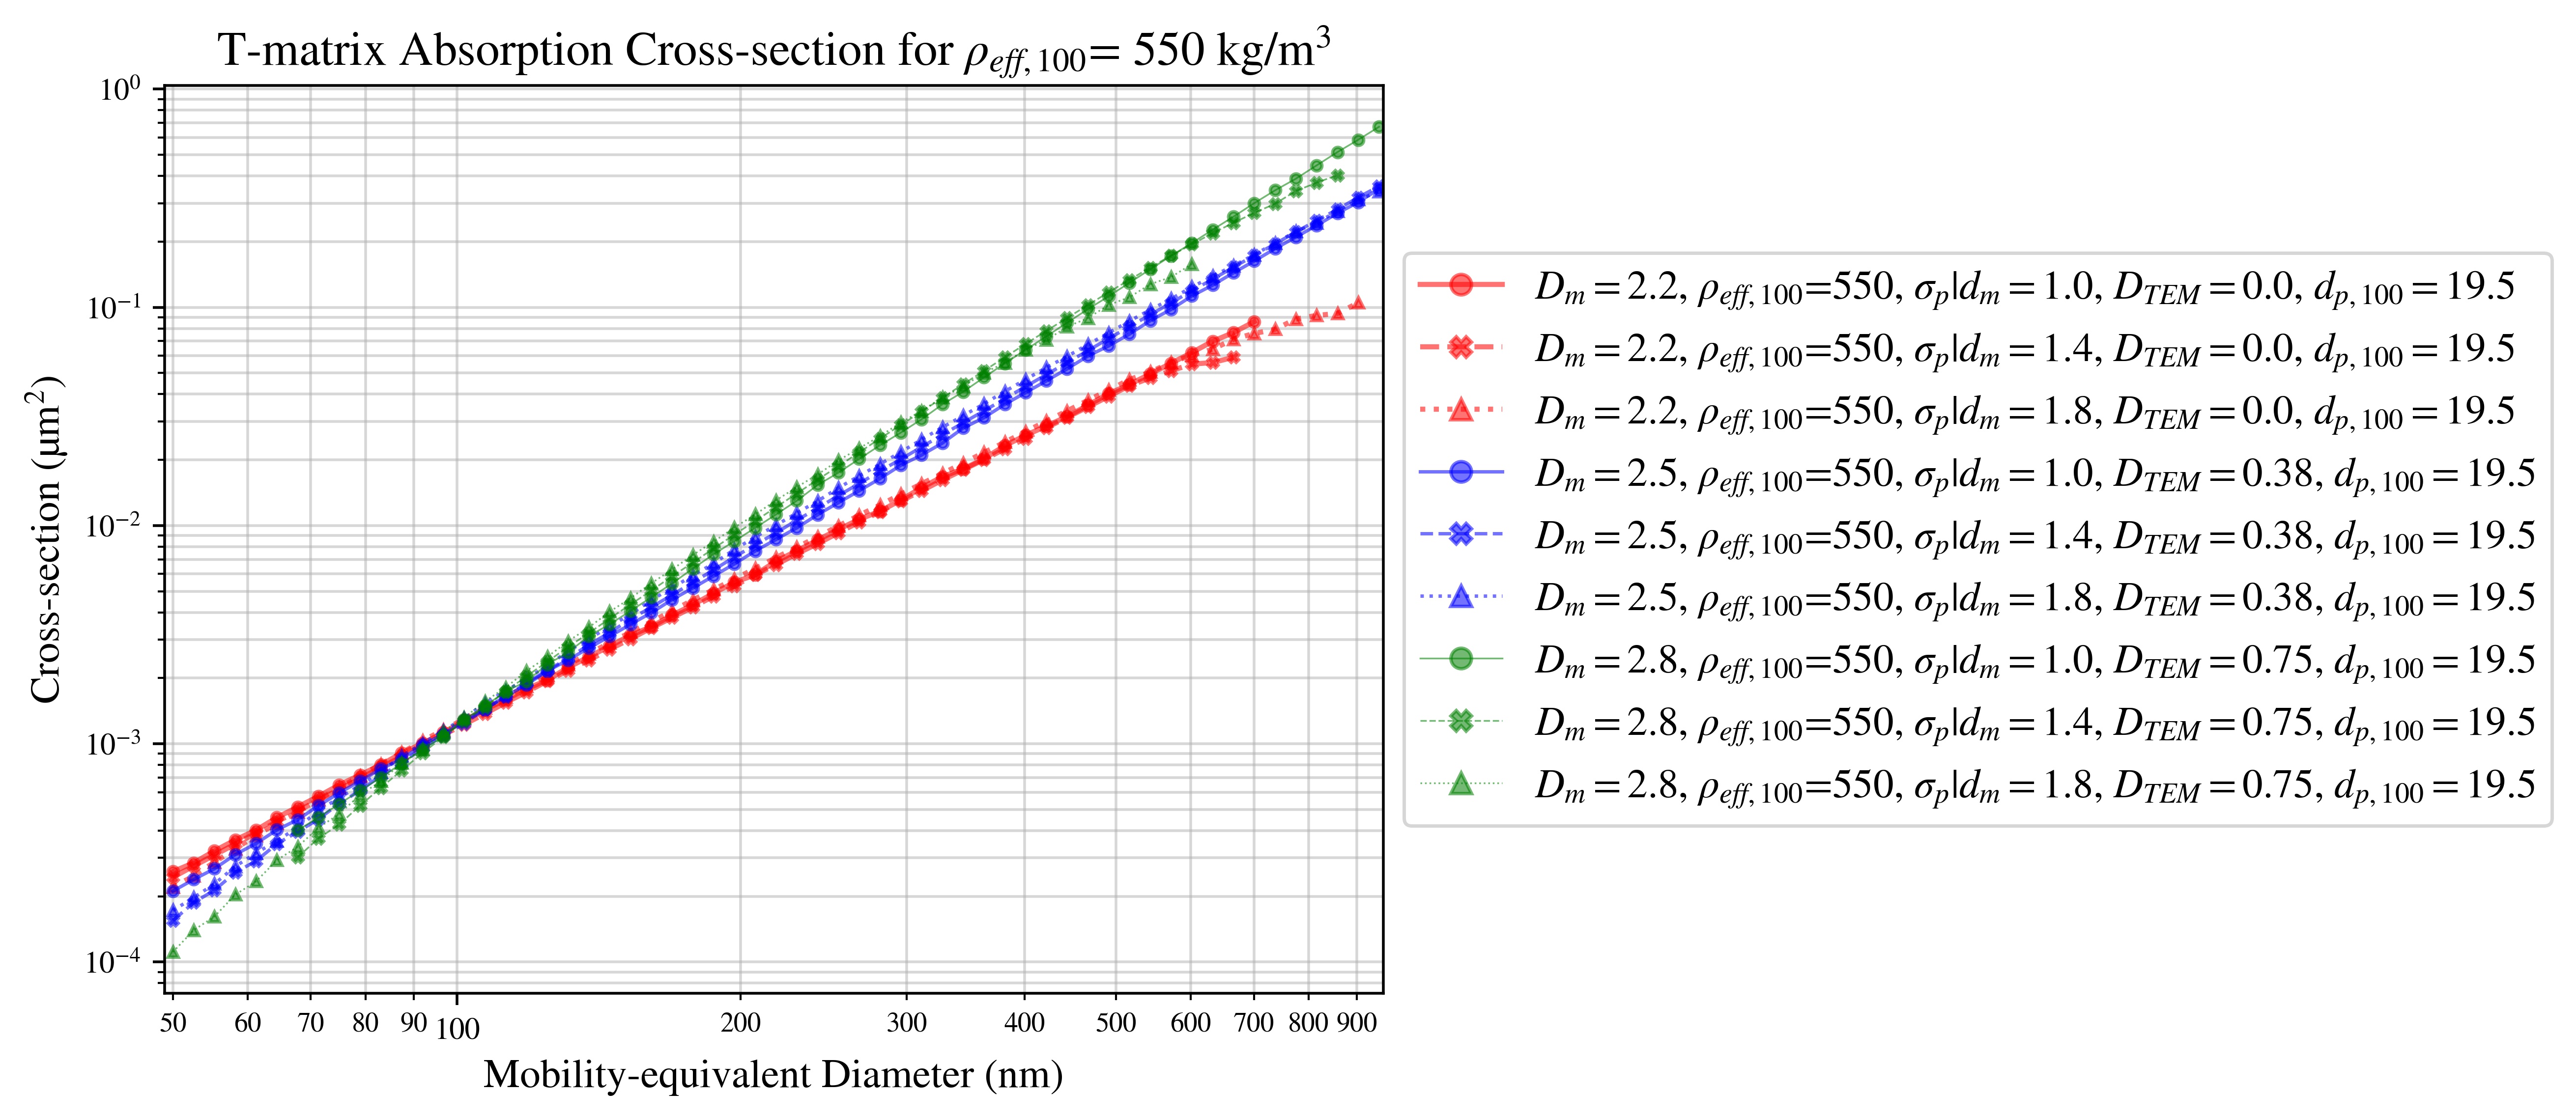 T-matrix Absorption Cross-section for ρeff,100= 550 kg/m³
Cross-section (μm²)
10⁰
10⁻¹
10⁻²
10⁻³
10⁻⁴
50 60 70 80 90 100 200 300 400 500 600 700 800 900
Mobility-equivalent Diameter (nm)
Dm=2.2, ρeff,100=550, σp|dm=1.0, DTEM=0.0, dp,100=19.5
Dm=2.2, ρeff,100=550, σp|dm=1.4, DTEM=0.0, dp,100=19.5
Dm=2.2, ρeff,100=550, σp|dm=1.8, DTEM=0.0, dp,100=19.5
Dm=2.5, ρeff,100=550, σp|dm=1.0, DTEM=0.38, dp,100=19.5
Dm=2.5, ρeff,100=550, σp|dm=1.4, DTEM=0.38, dp,100=19.5
Dm=2.5, ρeff,100=550, σp|dm=1.8, DTEM=0.38, dp,100=19.5
Dm=2.8, ρeff,100=550, σp|dm=1.0, DTEM=0.75, dp,100=19.5
Dm=2.8, ρeff,100=550, σp|dm=1.4, DTEM=0.75, dp,100=19.5
Dm=2.8, ρeff,100=550, σp|dm=1.8, DTEM=0.75, dp,100=19.5